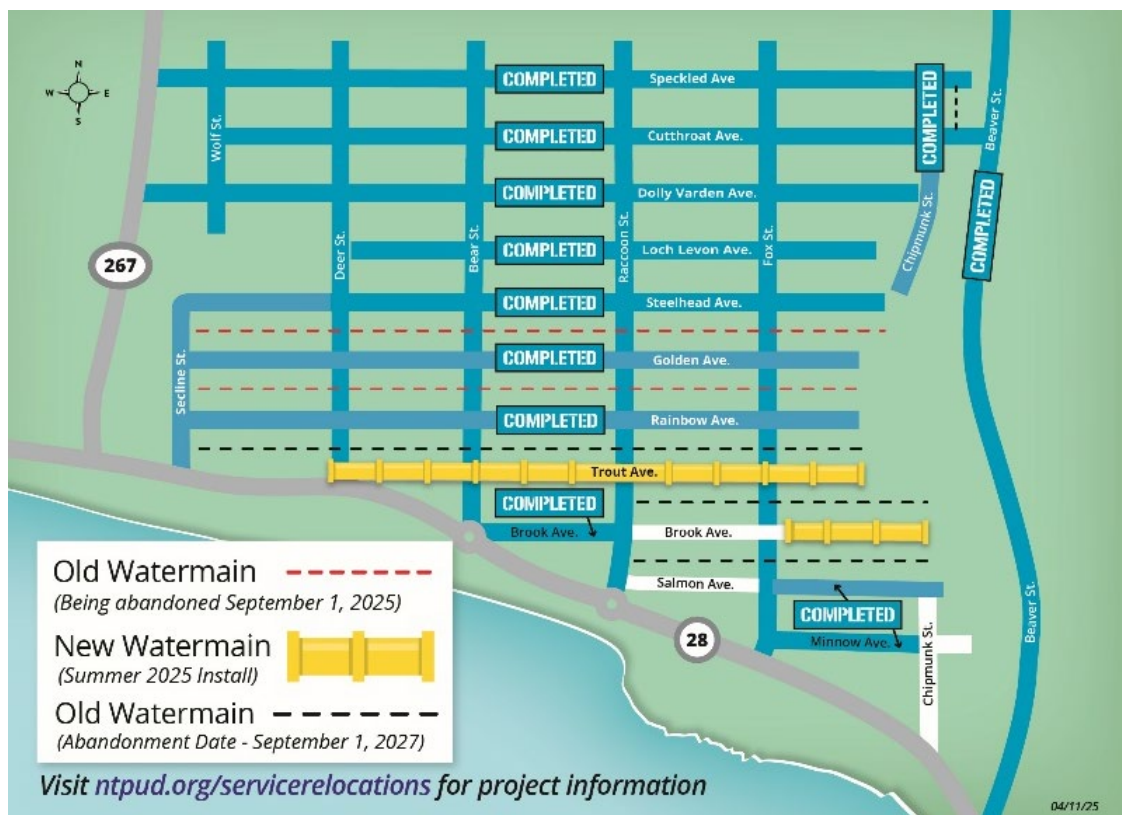 N
W
E
S
COMPLETED
Speckled Ave
COMPLETED
Wolf St.
COMPLETED
Cutthroat Ave.
Beaver St.
COMPLETED
Dolly Varden Ave.
COMPLETED
Deer St.
Bear St.
Raccoon St.
Fox St.
Chipmunk St.
COMPLETED
Loch Levon Ave.
267
COMPLETED
Steelhead Ave.
Secline St.
COMPLETED
Golden Ave.
COMPLETED
Rainbow Ave.
Trout Ave.
COMPLETED
Brook Ave.
Brook Ave.
Salmon Ave.
COMPLETED
28
Minnow Ave.
Chipmunk St.
Beaver St.
Old Watermain
(Being abandoned September 1, 2025)
New Watermain
(Summer 2025 Install)
Old Watermain
(Abandonment Date - September 1, 2027)
Visit ntpud.org/servicerelocations for project information
04/11/25